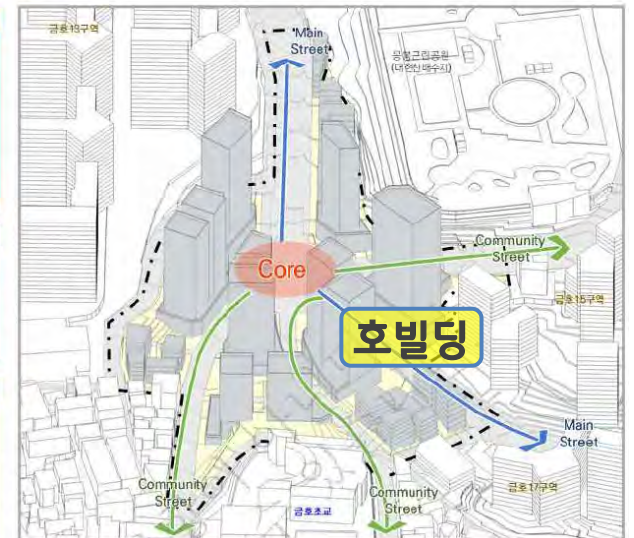 금호13구역
Main
Street
응봉근린공원
(대현산배수지)
Core
Community
Street
금호15구역
호빌딩
Main
Street
Community
Street
Community
Street
금호초교
금호17구역